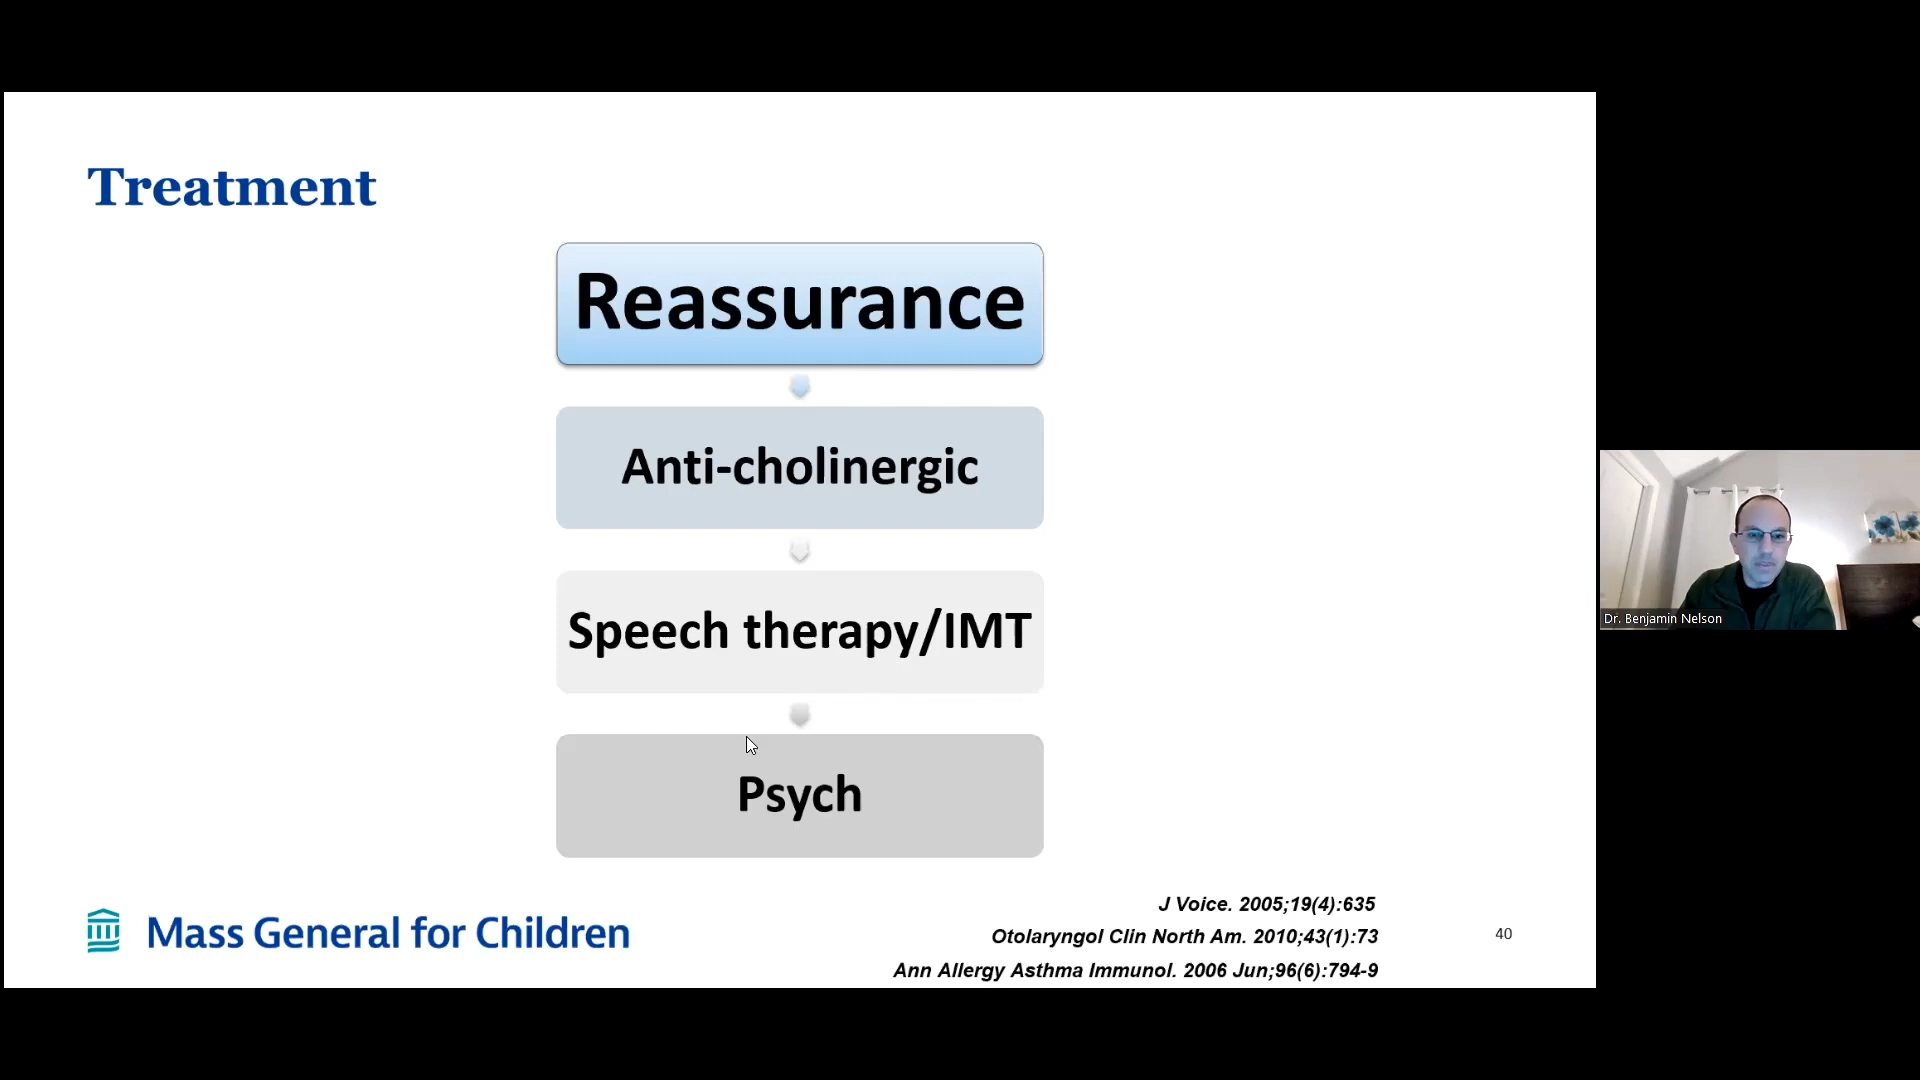 Treatment
Reassurance
Anti-cholinergic
Speech therapy/IMT
Psych
Mass General for Children
J Voice. 2005;19(4):635
Otolaryngol Clin North Am. 2010;43(1):73
Ann Allergy Asthma Immunol. 2006 Jun;96(6):794-9
40
Dr. Benjamin Nelson